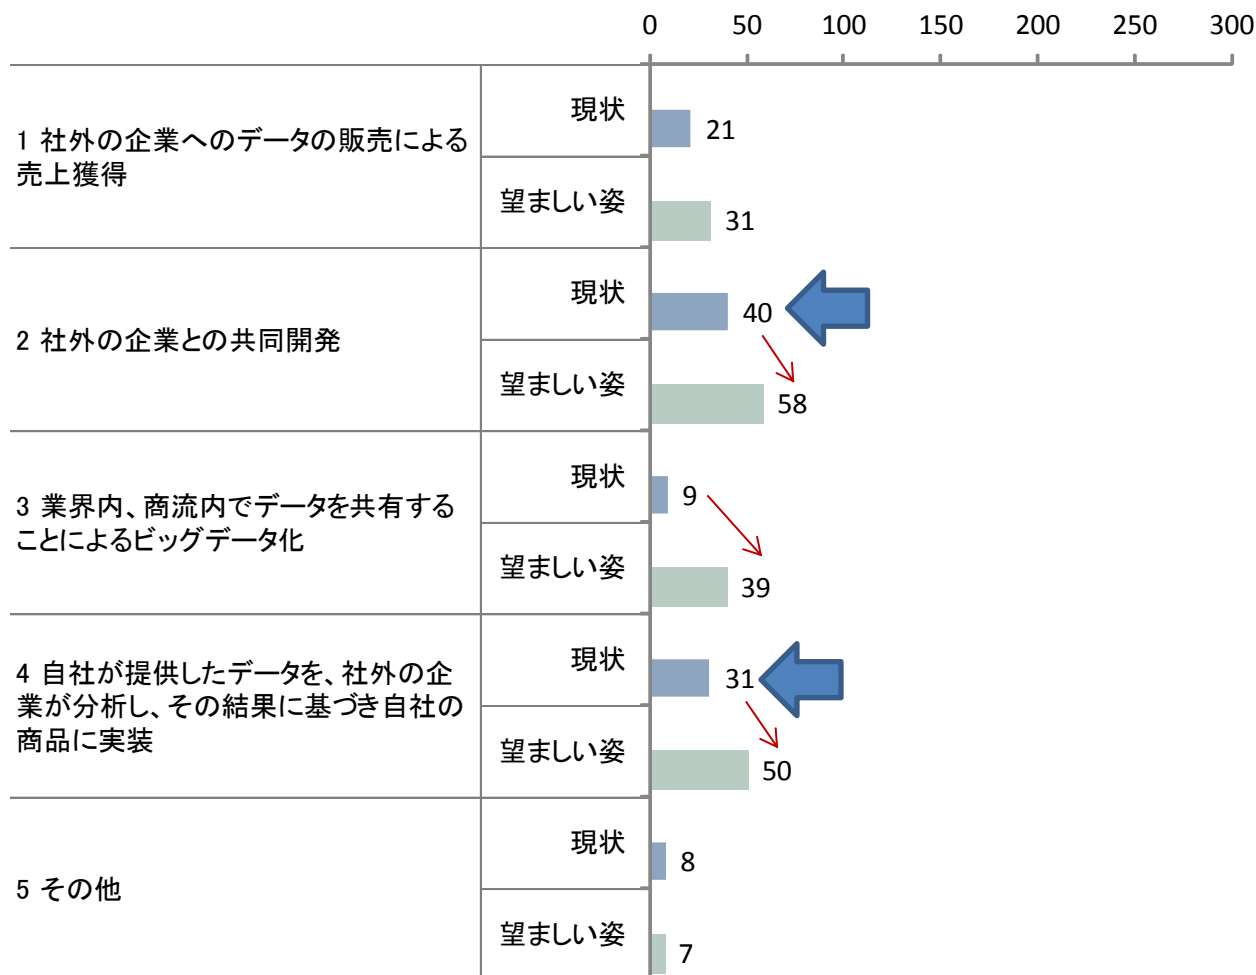 0 50 100 150 200 250 300
現状
21
1 社外の企業へのデータの販売による
売上獲得
望ましい姿
31
現状
40
2 社外の企業との共同開発
望ましい姿
58
現状
9
3 業界内、商流内でデータを共有する
ことによるビッグデータ化
望ましい姿
39
現状
31
4 自社が提供したデータを、社外の企
業が分析し、その結果に基づき自社の
商品に実装
望ましい姿
50
現状
8
5 その他
望ましい姿
7